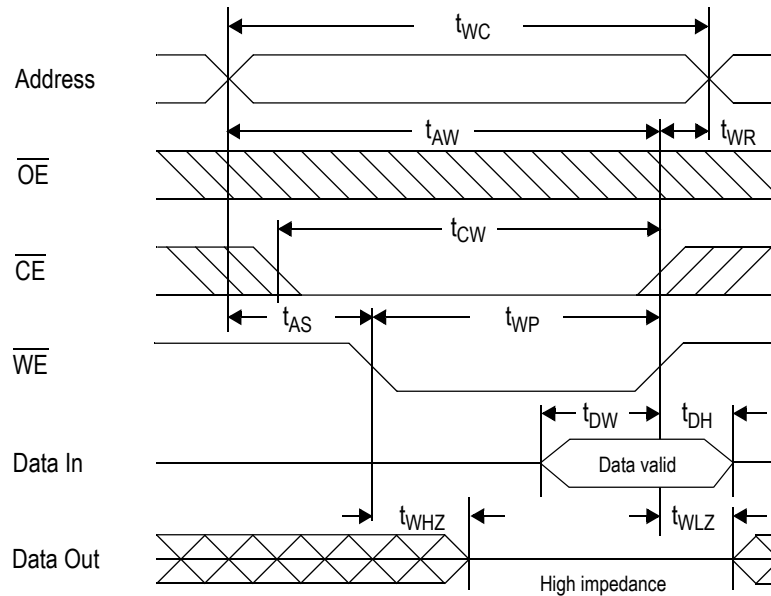 tWC
Address
tAW
tWR
OE
tCW
CE
tAS
tWP
WE
tDW
tDH
Data In
Data valid
tWHZ
tWLZ
Data Out
High impedance